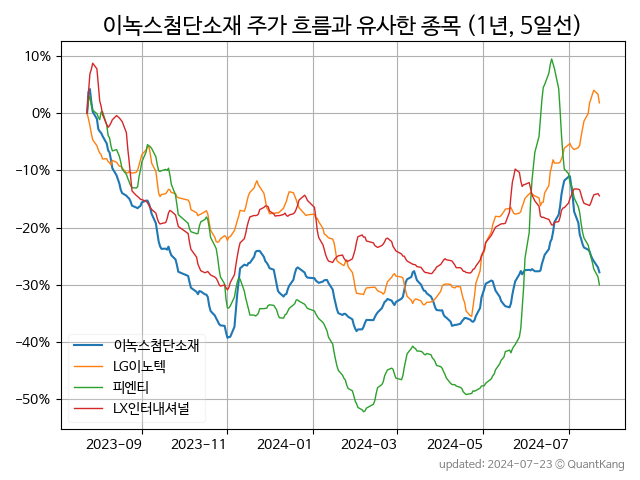 이녹스첨단소재 주가 흐름과 유사한 종목 (1년, 5일선)
10%
0%
−10%
−20%
−30%
−40%
−50%
이녹스첨단소재
LG이노텍
피엔티
LX인터내셔널
2023-09 2023-11 2024-01 2024-03 2024-05 2024-07
updated: 2024-07-23 © QuantKang